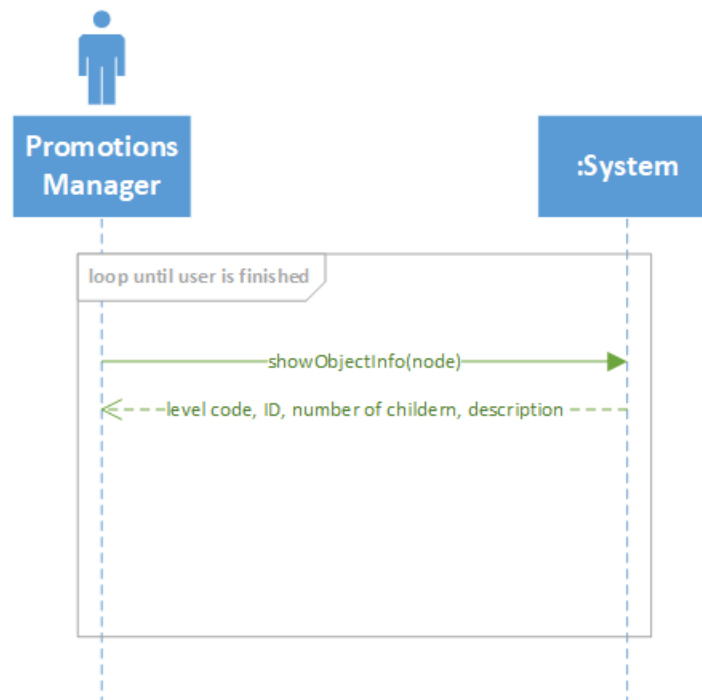 Promotions
Manager
:System
loop until user is finished
showObjectInfo(node)
level code, ID, number of childern, description